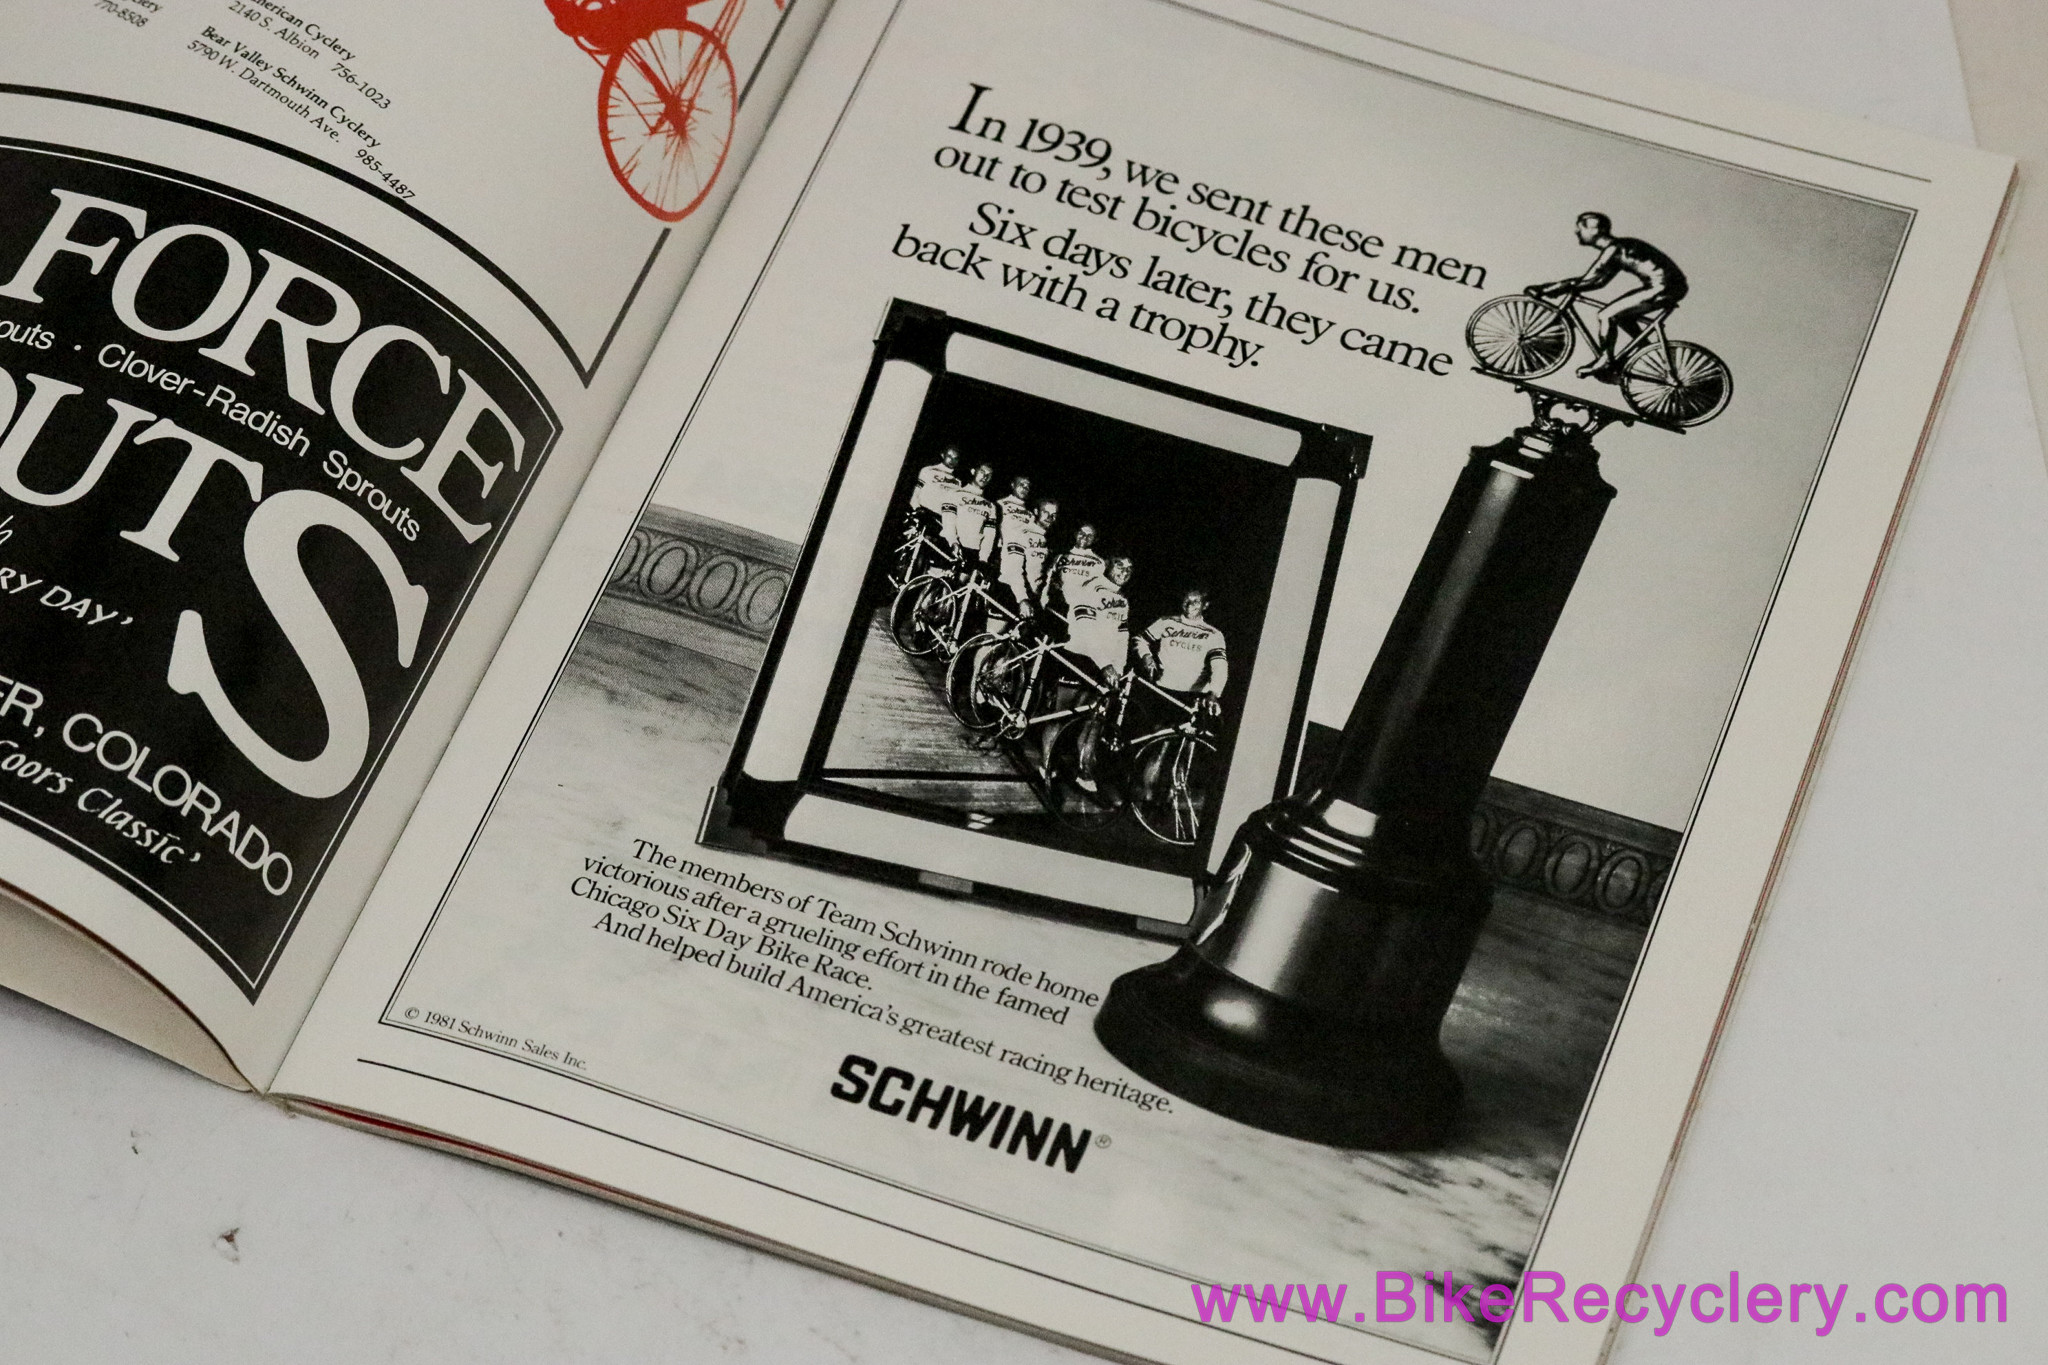 770-8508
American Cyclery
2140 S. Albion 756-1023
Bear Valley Schwinn Cyclery
5790 W. Dartmouth Ave. 985-4487
FORCE
Clover-Radish Sprouts
RY DAY'
COLORADO
Coors Classic'
In 1939, we sent these men
out to test bicycles for us.
Six days later, they came
back with a trophy.
Schwinn
CYCLES
Schwinn
CYCLES
The members of Team Schwinn rode home
victorious after a grueling effort in the famed
Chicago Six Day Bike Race.
And helped build America's greatest racing heritage.
© 1981 Schwinn Sales Inc.
SCHWINN®
www.BikeRecyclery.com